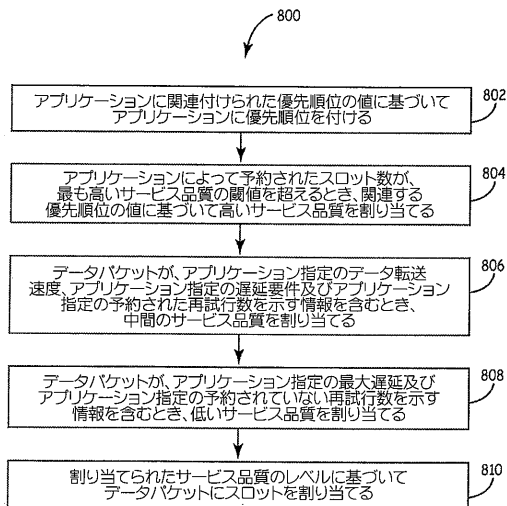 800
アプリケーションに関連付けられた優先順位の値に基づいて
アプリケーションに優先順位を付ける
802
アプリケーションによって予約されたスロット数が、
最も高いサービス品質の閾値を超えるとき、関連する
優先順位の値に基づいて高いサービス品質を割り当てる
804
データパケットが、アプリケーション指定のデータ転送
速度、アプリケーション指定の遅延要件及びアプリケーション
指定の予約された再試行数を示す情報を含むとき、
中間のサービス品質を割り当てる
806
データパケットが、アプリケーション指定の最大遅延及び
アプリケーション指定の予約されていない再試行数を示す
情報を含むとき、低いサービス品質を割り当てる
808
割り当てられたサービス品質のレベルに基づいて
データパケットにスロットを割り当てる
810